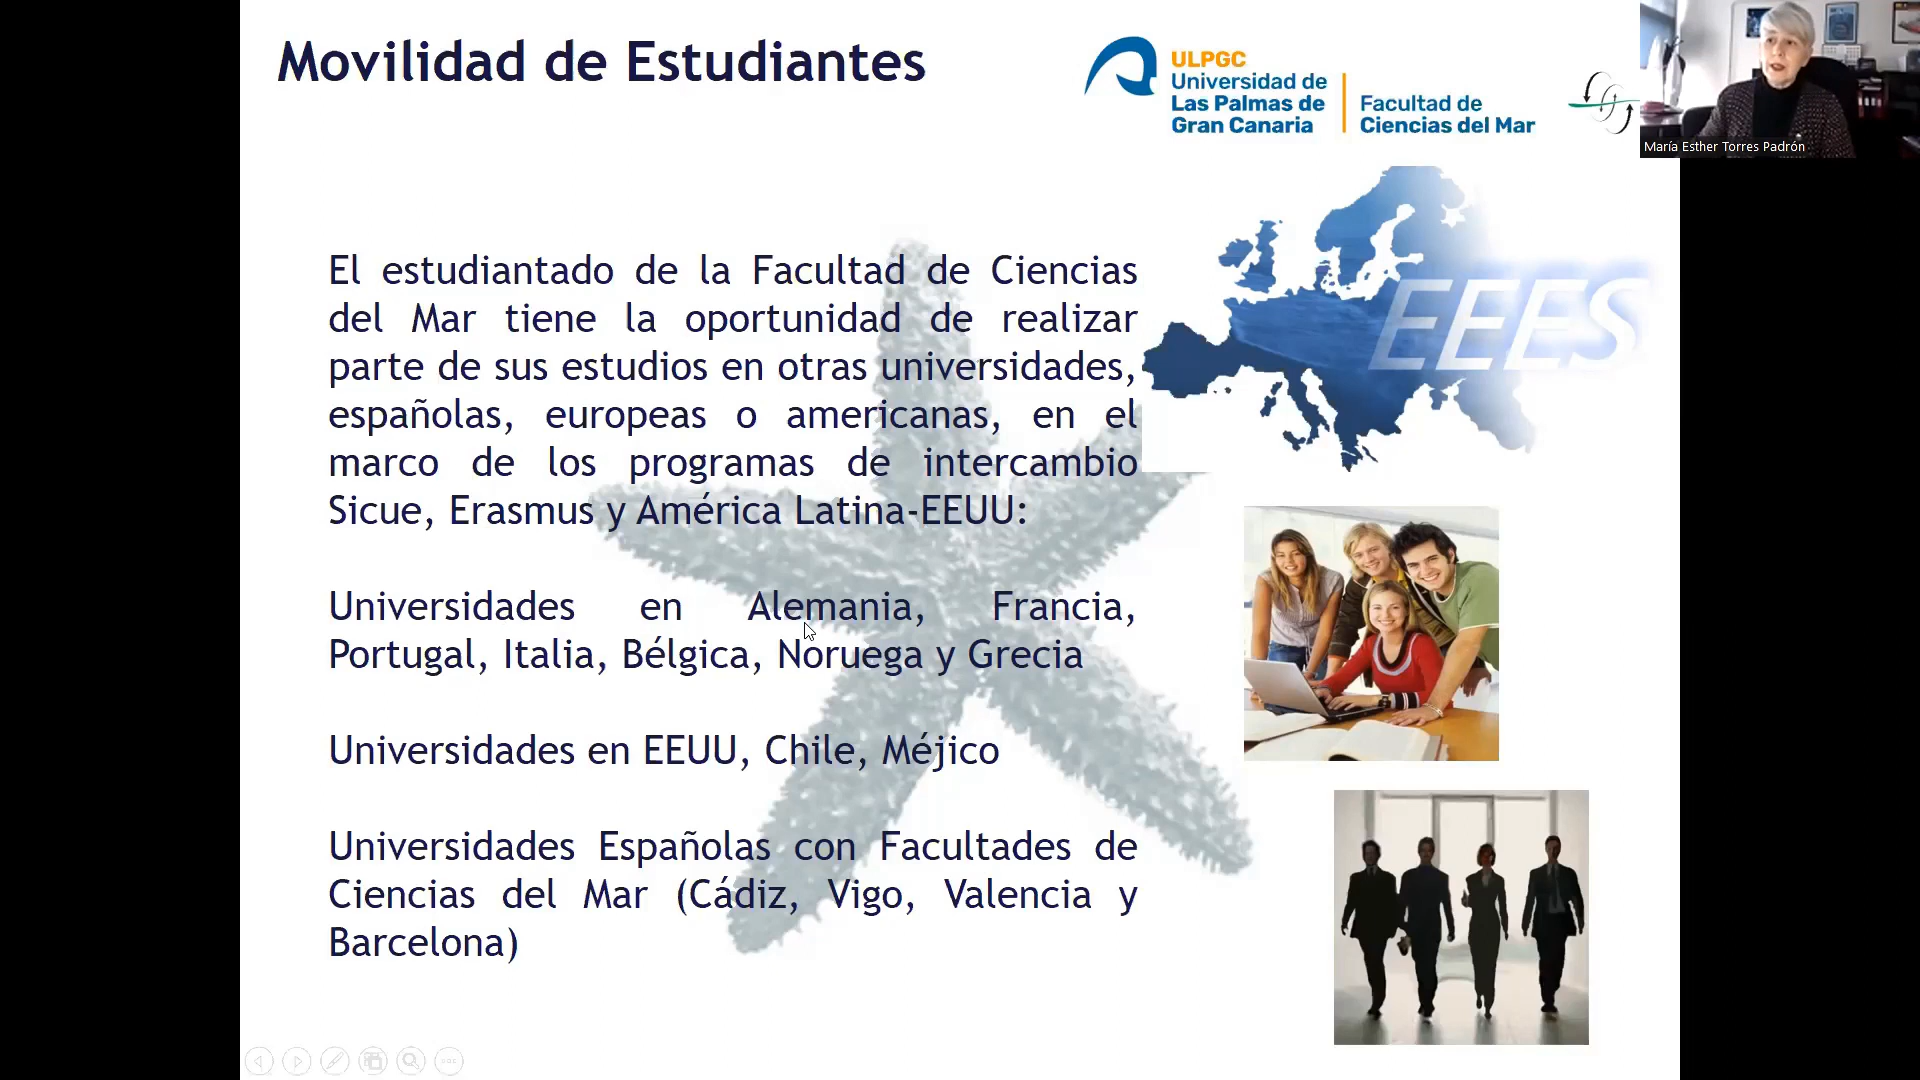 Movilidad de Estudiantes
ULPGC
Universidad de
Las Palmas de
Gran Canaria
Facultad de
Ciencias del Mar
María Esther Torres Padrón
EEES
El estudiantado de la Facultad de Ciencias
del Mar tiene la oportunidad de realizar
parte de sus estudios en otras universidades,
españolas, europeas o americanas, en el
marco de los programas de intercambio
Sicue, Erasmus y América Latina-EEUU:
Universidades en Alemania, Francia,
Portugal, Italia, Bélgica, Noruega y Grecia
Universidades en EEUU, Chile, Méjico
Universidades Españolas con Facultades de
Ciencias del Mar (Cádiz, Vigo, Valencia y
Barcelona)